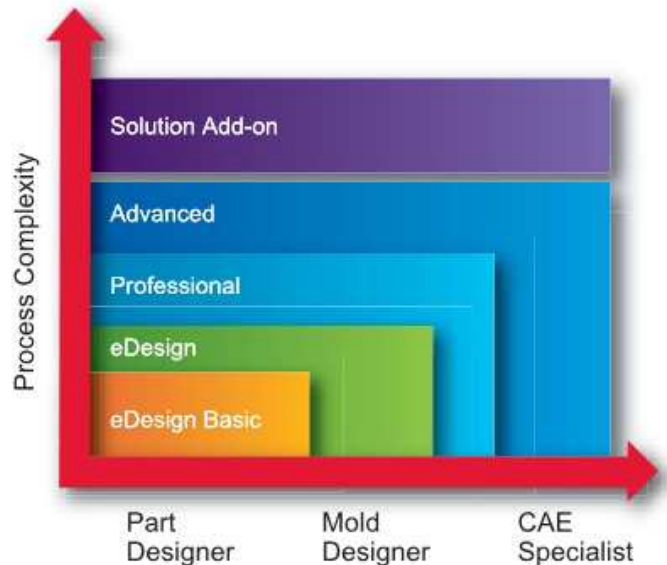 Process Complexity
Solution Add-on
Advanced
Professional
eDesign
eDesign Basic
Part
Designer
Mold
Designer
CAE
Specialist